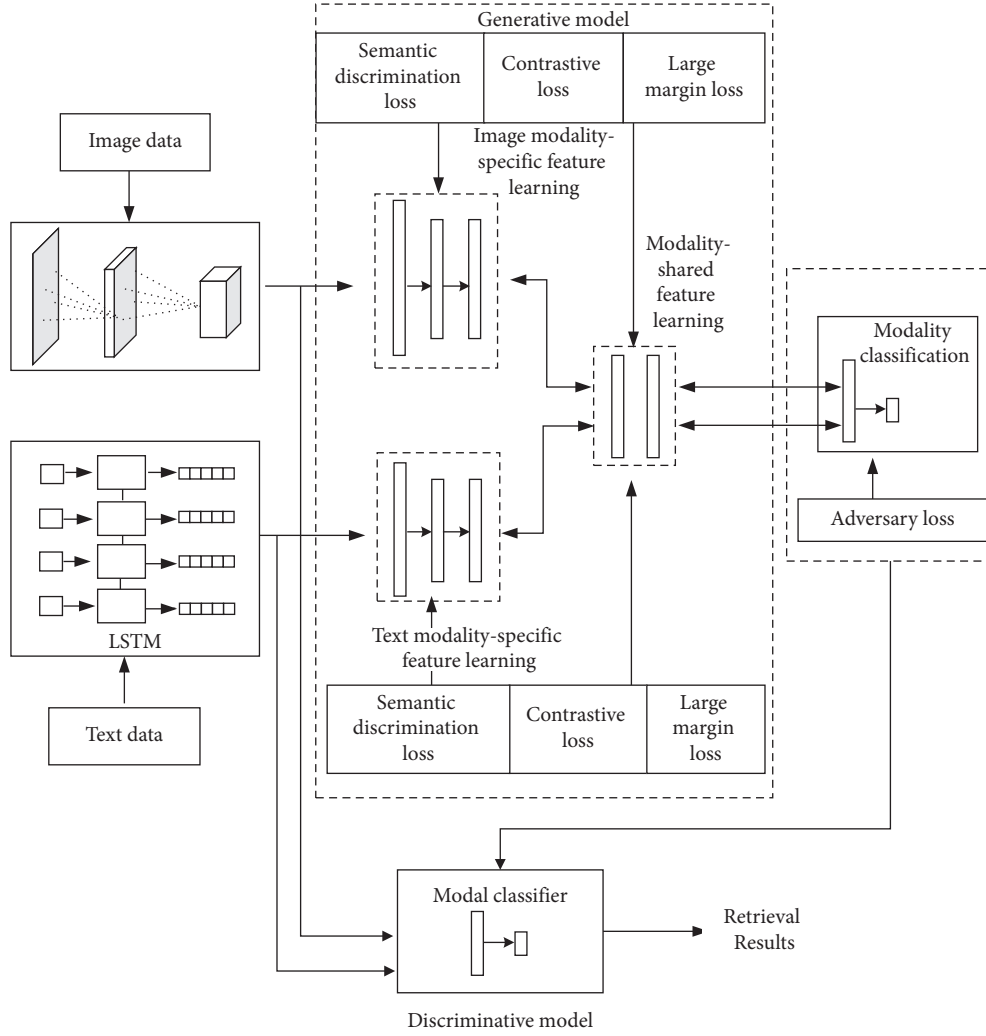 Generative model
Semantic
discrimination
loss
Contrastive
loss
Large
margin loss
Image data
Image modality-
specific feature
learning
Modality-
shared
feature
learning
Modality
classification
Adversary loss
LSTM
Text data
Text modality-specific
feature learning
Semantic
discrimination
loss
Contrastive
loss
Large
margin
loss
Modal classifier
Retrieval
Results
Discriminative model